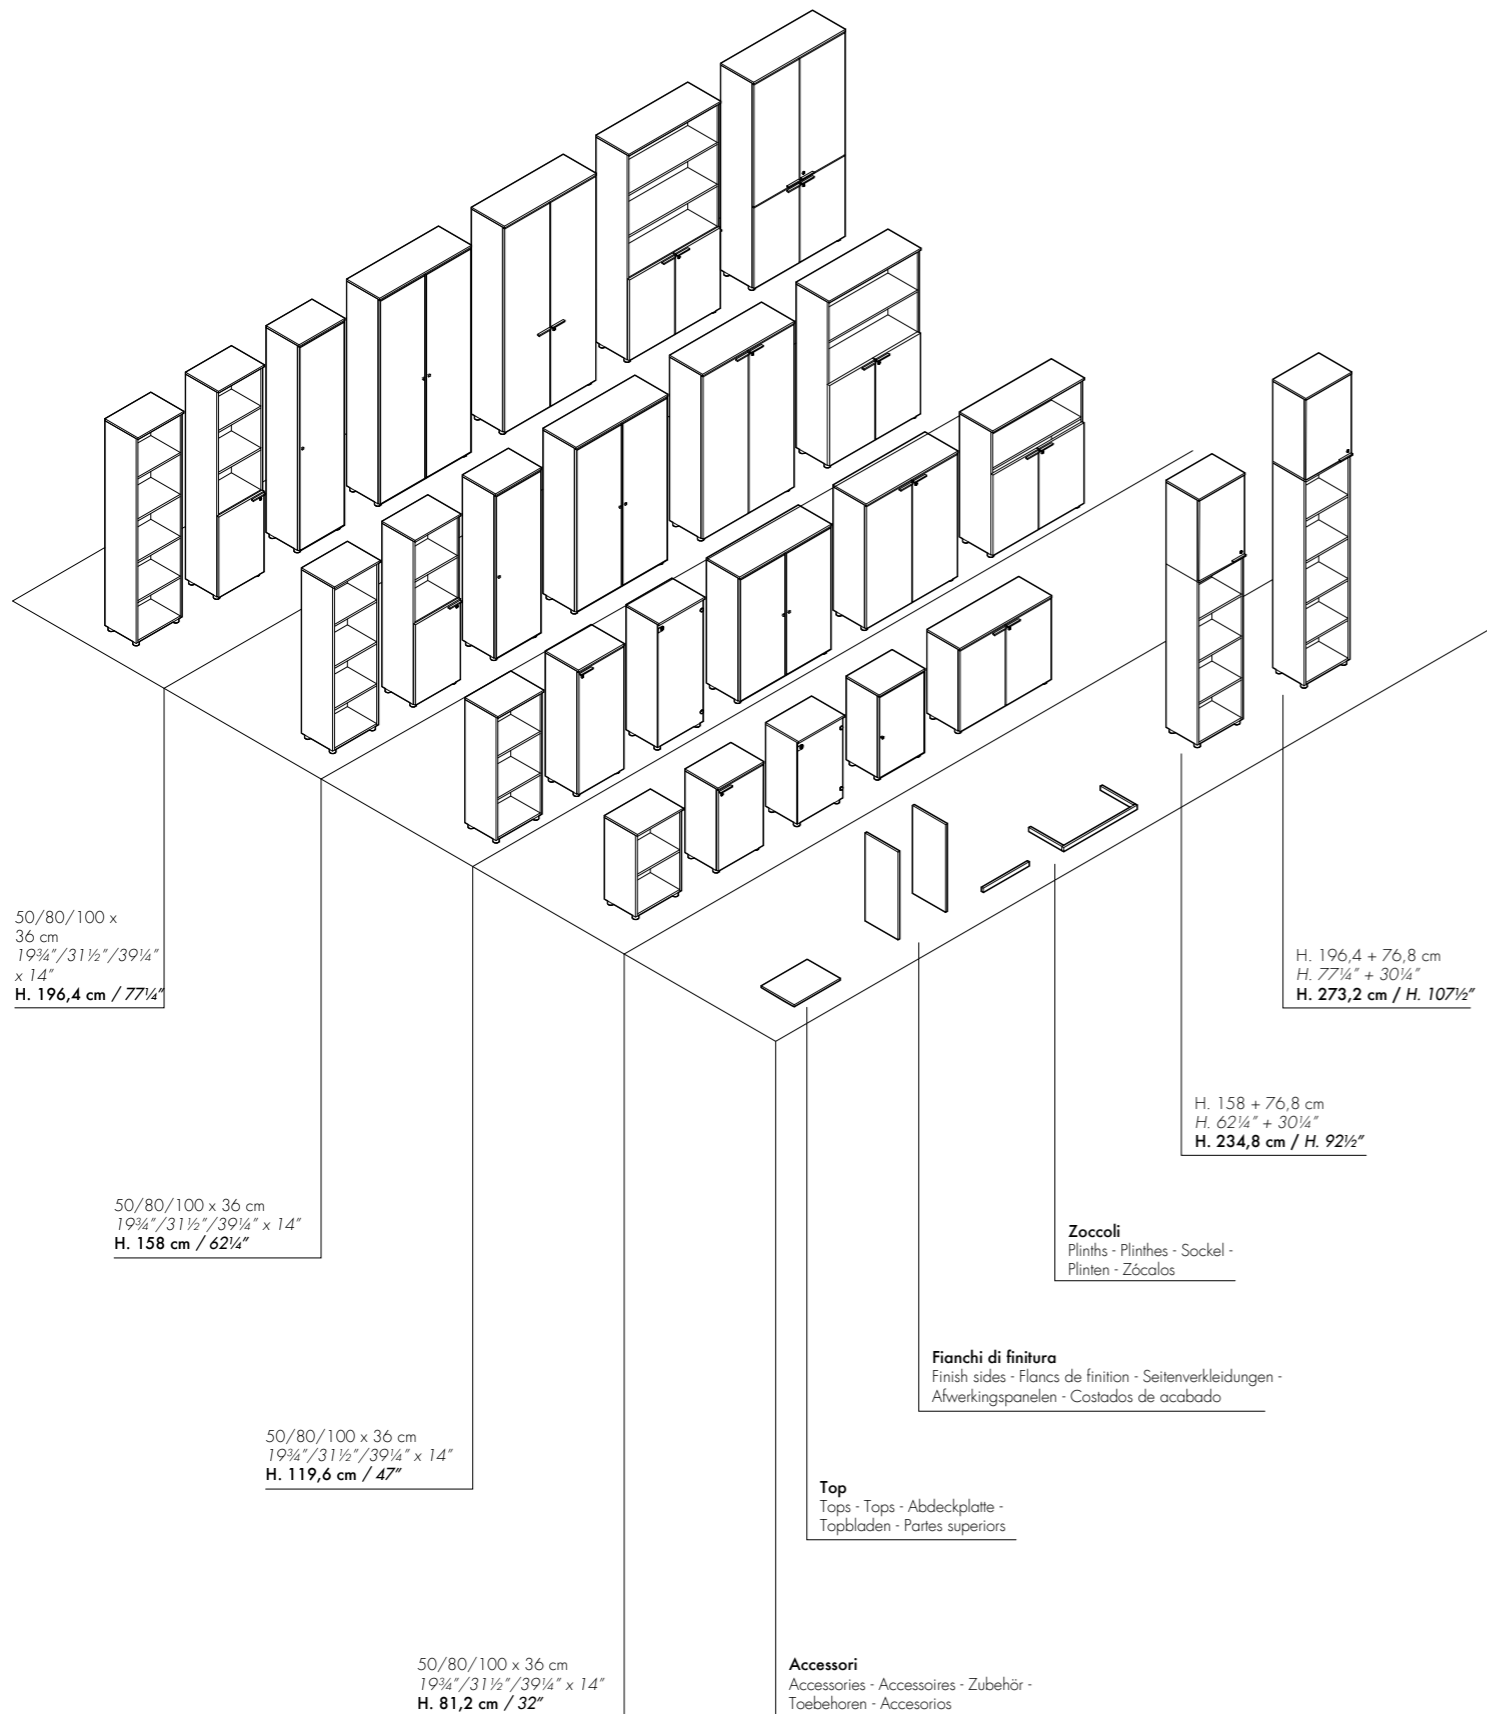 50/80/100 x
36 cm
19¾"/31½"/39¼"
x 14"
H. 196,4 cm / 77¼"
H. 196,4 + 76,8 cm
H. 77¼" + 30¼"
H. 273,2 cm / H. 107½"
H. 158 + 76,8 cm
H. 62¼" + 30¼"
H. 234,8 cm / H. 92½"
50/80/100 x 36 cm
19¾"/31½"/39¼" x 14"
H. 158 cm / 62¼"
Zoccoli
Plinths - Plinthes - Sockel -
Plinten - Zócalos
Fianchi di finitura
Finish sides - Flancs de finition - Seitenverkleidungen -
Afwerkingspanelen - Costados de acabado
50/80/100 x 36 cm
19¾"/31½"/39¼" x 14"
H. 119,6 cm / 47"
Top
Tops - Tops - Abdeckplatte -
Topbladen - Partes superiors
50/80/100 x 36 cm
19¾"/31½"/39¼" x 14"
H. 81,2 cm / 32"
Accessori
Accessories - Accessoires - Zubehör -
Toebehoren - Accesorios